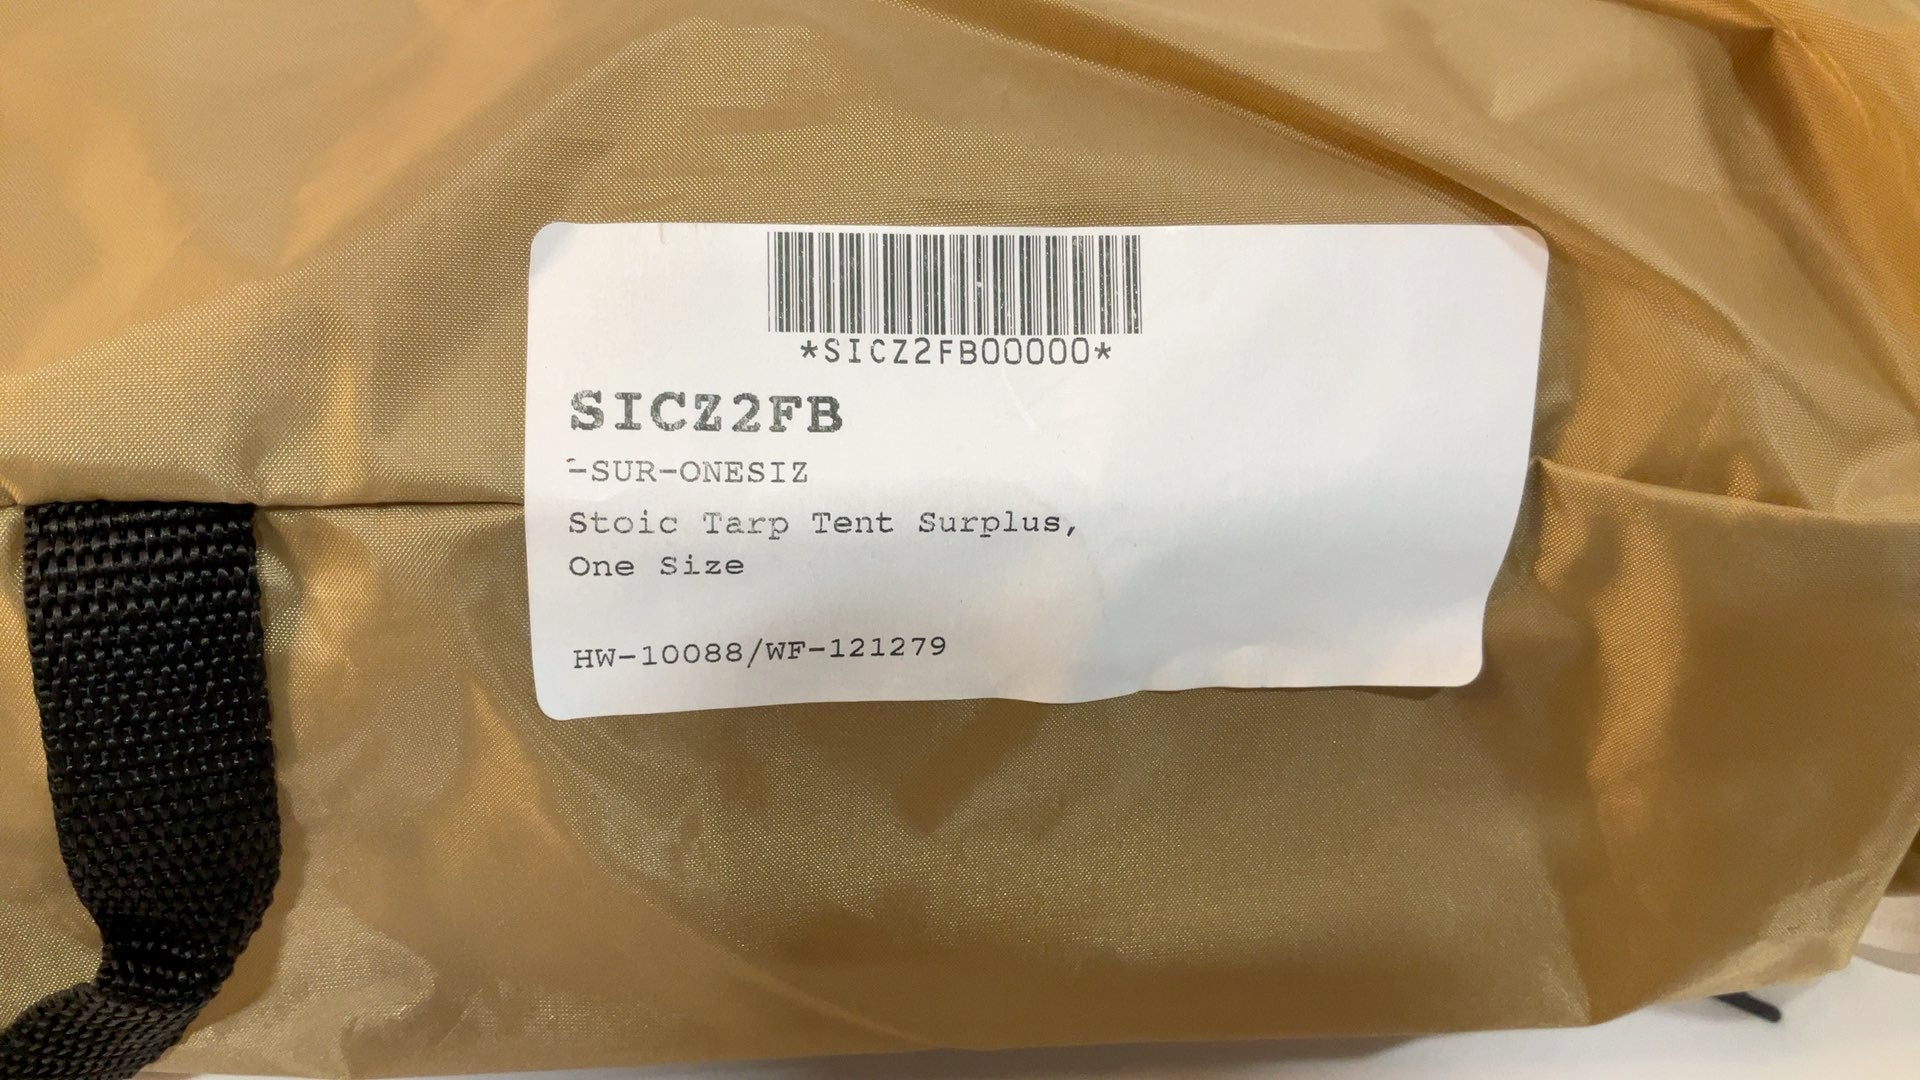 *SICZ2FB00000*
SICZ2FB
-SUR-ONESIZ
Stoic Tarp Tent Surplus,
One Size
HW-10088/WF-121279